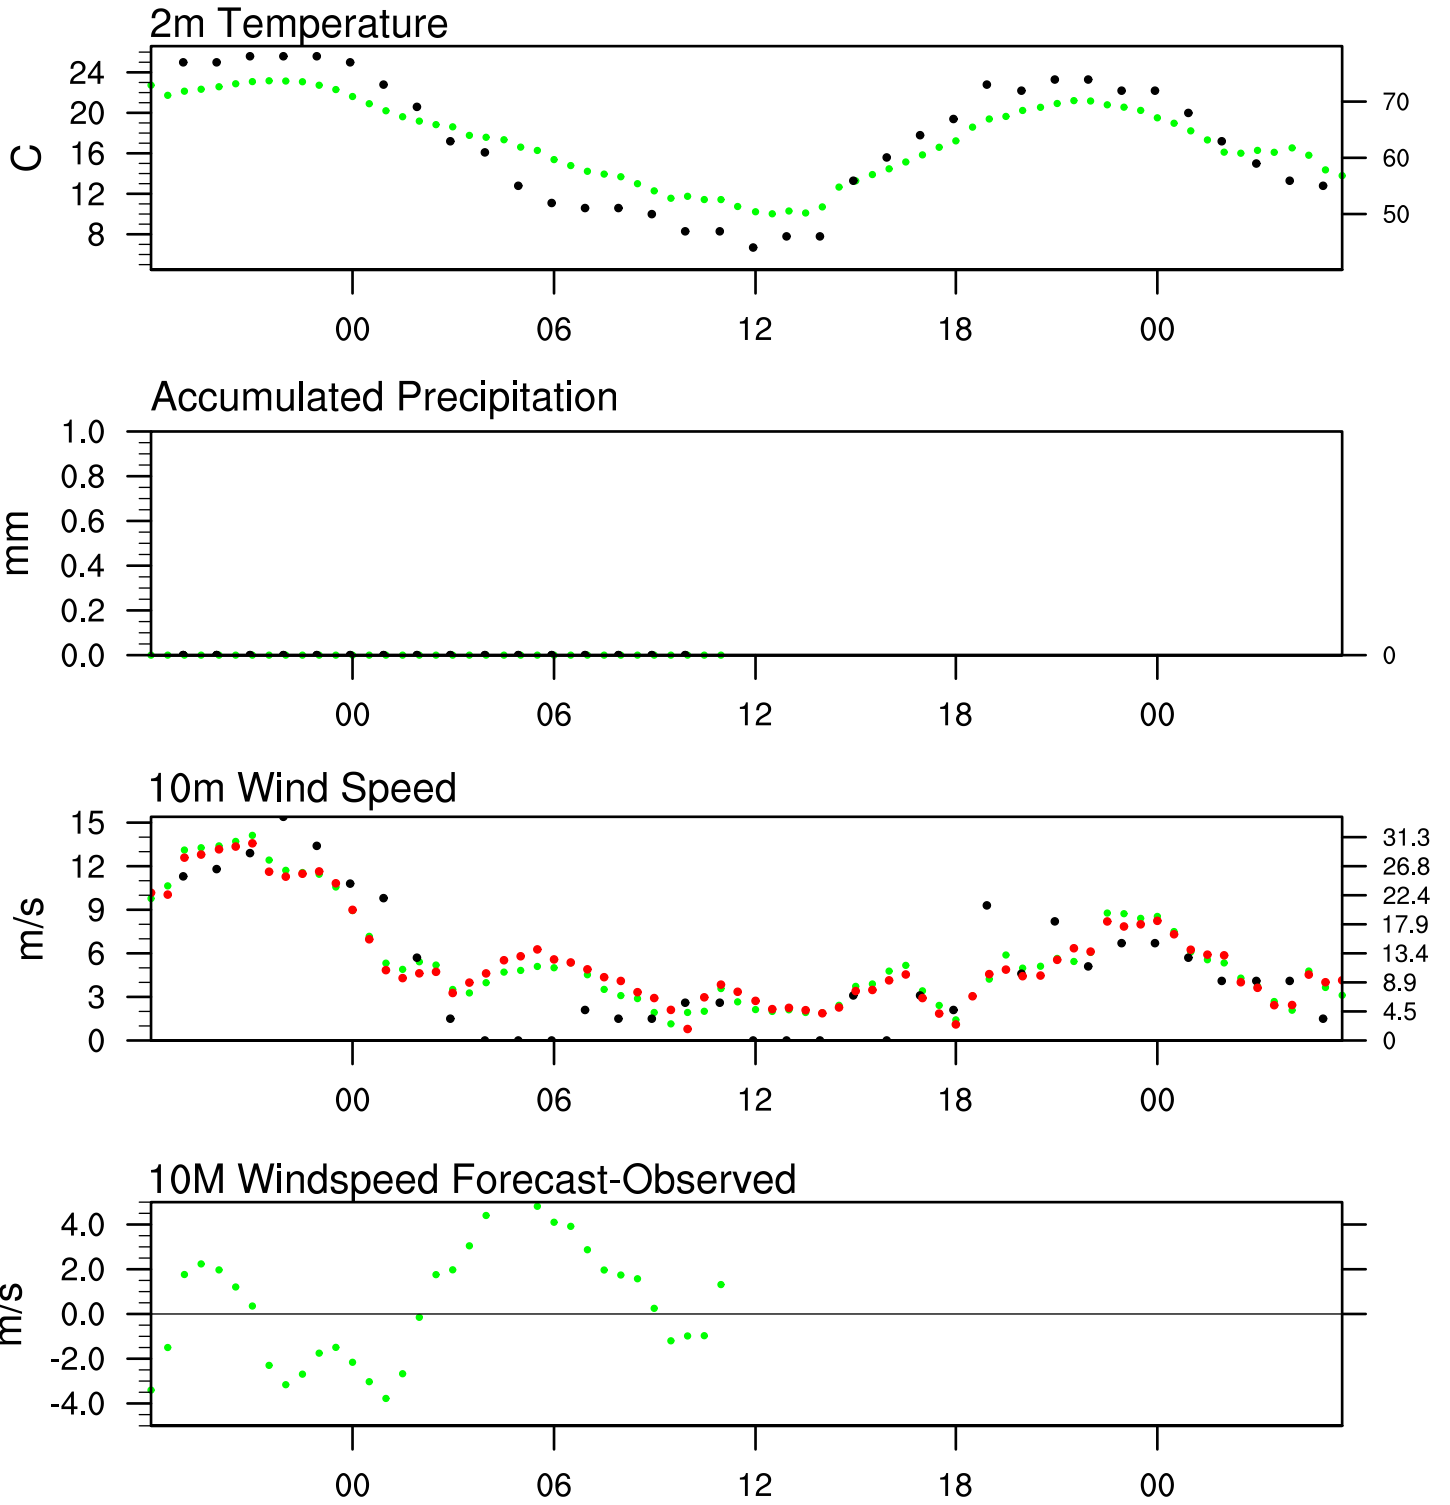 2m Temperature
24
20
16
12
8
C
70
60
50
00 06 12 18 00
Accumulated Precipitation
1.0
0.8
0.6
0.4
0.2
0.0
mm
0
00 06 12 18 00
10m Wind Speed
15
12
9
6
3
0
m/s
31.3
26.8
22.4
17.9
13.4
8.9
4.5
0
00 06 12 18 00
10M Windspeed Forecast-Observed
4.0
2.0
0.0
-2.0
-4.0
m/s
00 06 12 18 00